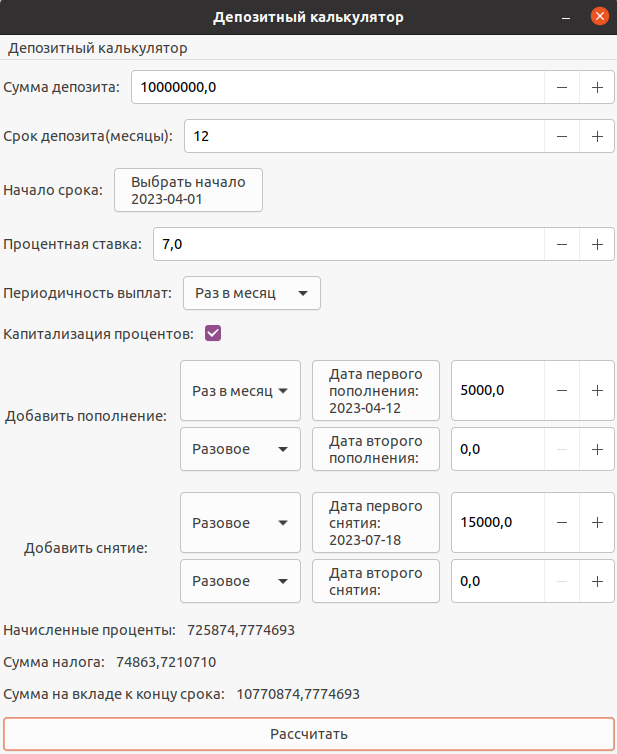 Депозитный калькулятор
Депозитный калькулятор
Сумма депозита: 10000000,0
Срок депозита(месяцы): 12
Начало срока: Выбрать начало
2023-04-01
Процентная ставка: 7,0
Периодичность выплат: Раз в месяц
Капитализация процентов:
Добавить пополнение:
Раз в месяц
Дата первого
пополнения:
2023-04-12
5000,0
Разовое
Дата второго
пополнения:
0,0
Добавить снятие:
Разовое
Дата первого
снятия:
2023-07-18
15000,0
Разовое
Дата второго
снятия:
0,0
Начисленные проценты: 725874,7774693
Сумма налога: 74863,7210710
Сумма на вкладе к концу срока: 10770874,7774693
Рассчитать